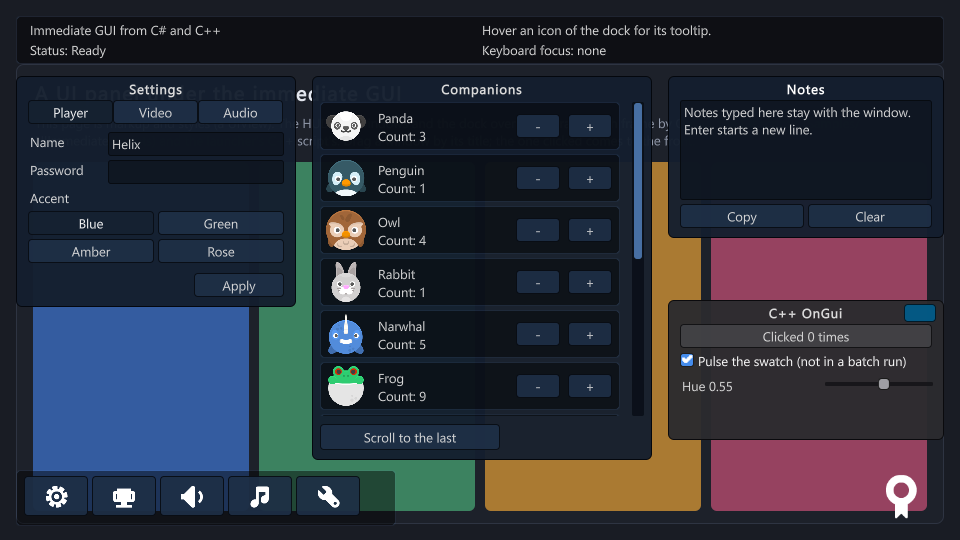 Immediate GUI from C# and C++
Status: Ready
Hover an icon of the dock for its tooltip.
Keyboard focus: none
Settings
Player
Video
Audio
Name
Helix
Password
Accent
Blue
Green
Amber
Rose
Apply
Companions
Panda
Count: 3
-
+
Penguin
Count: 1
-
+
Owl
Count: 4
-
+
Rabbit
Count: 1
-
+
Narwhal
Count: 5
-
+
Frog
Count: 9
-
+
Scroll to the last
Notes
Notes typed here stay with the window.
Enter starts a new line.
Copy
Clear
C++ OnGui
Clicked 0 times
Pulse the swatch (not in a batch run)
Hue 0.55